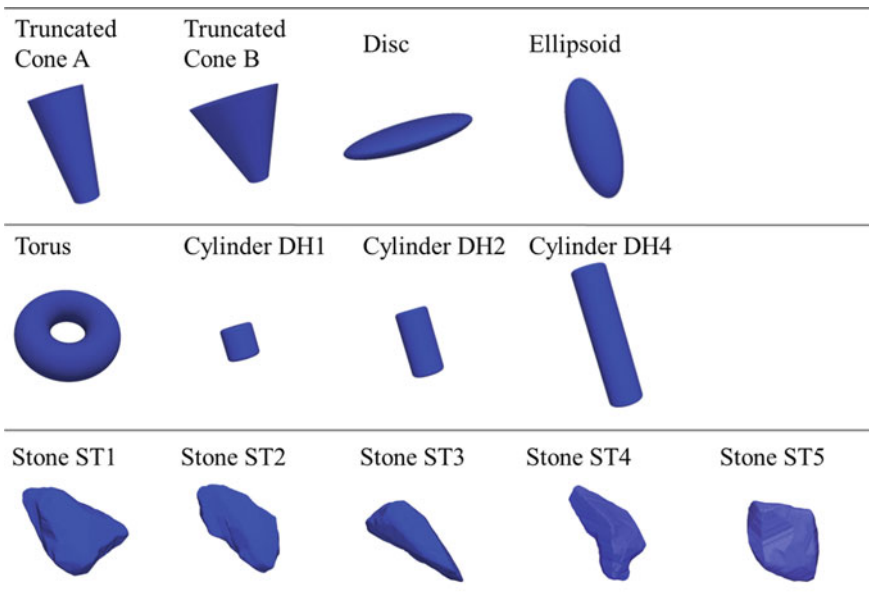 Truncated Cone A
Truncated Cone B
Disc
Ellipsoid
Torus
Cylinder DH1
Cylinder DH2
Cylinder DH4
Stone ST1
Stone ST2
Stone ST3
Stone ST4
Stone ST5